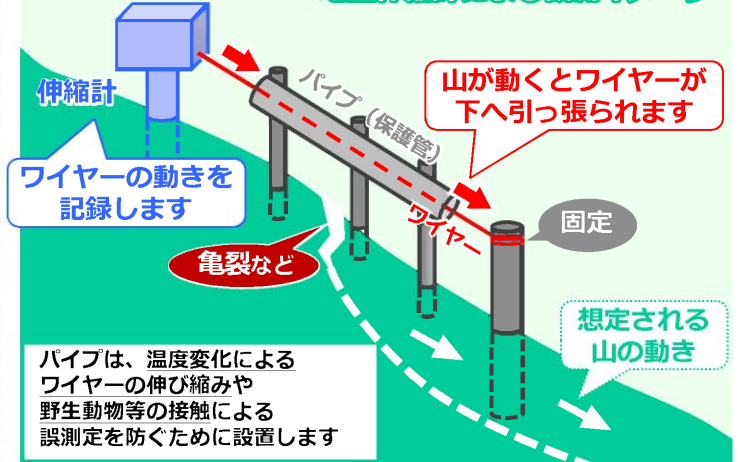 伸縮計
ワイヤーの動きを
記録します
パイプ（保護管）
山が動くとワイヤーが
下へ引っ張られます
ワイヤー
固定
亀裂など
想定される
山の動き
パイプは、温度変化による
ワイヤーの伸び縮みや
野生動物等の接触による
誤測定を防ぐために設置します